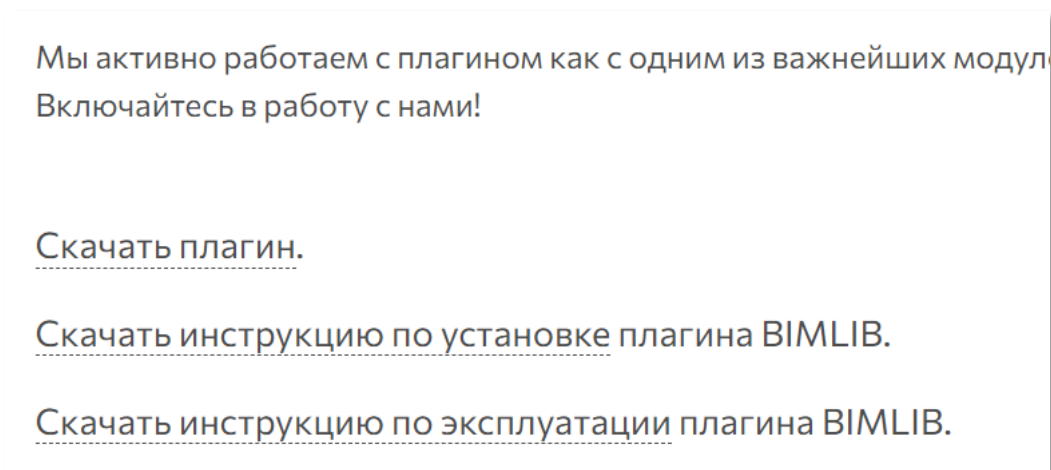 Мы активно работаем с плагином как с одним из важнейших
Включайтесь в работу с нами!
Скачать плагин.
Скачать инструкцию по установке плагина BIMLIB.
Скачать инструкцию по эксплуатации плагина BIMLIB.